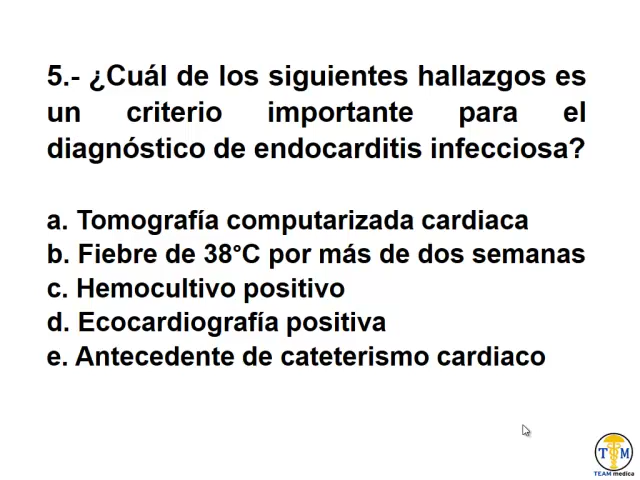 5.- ¿Cuál de los siguientes hallazgos es
un criterio importante para el
diagnóstico de endocarditis infecciosa?
a. Tomografía computarizada cardiaca
b. Fiebre de 38°C por más de dos semanas
c. Hemocultivo positivo
d. Ecocardiografía positiva
e. Antecedente de cateterismo cardiaco
T M
TEAM medica